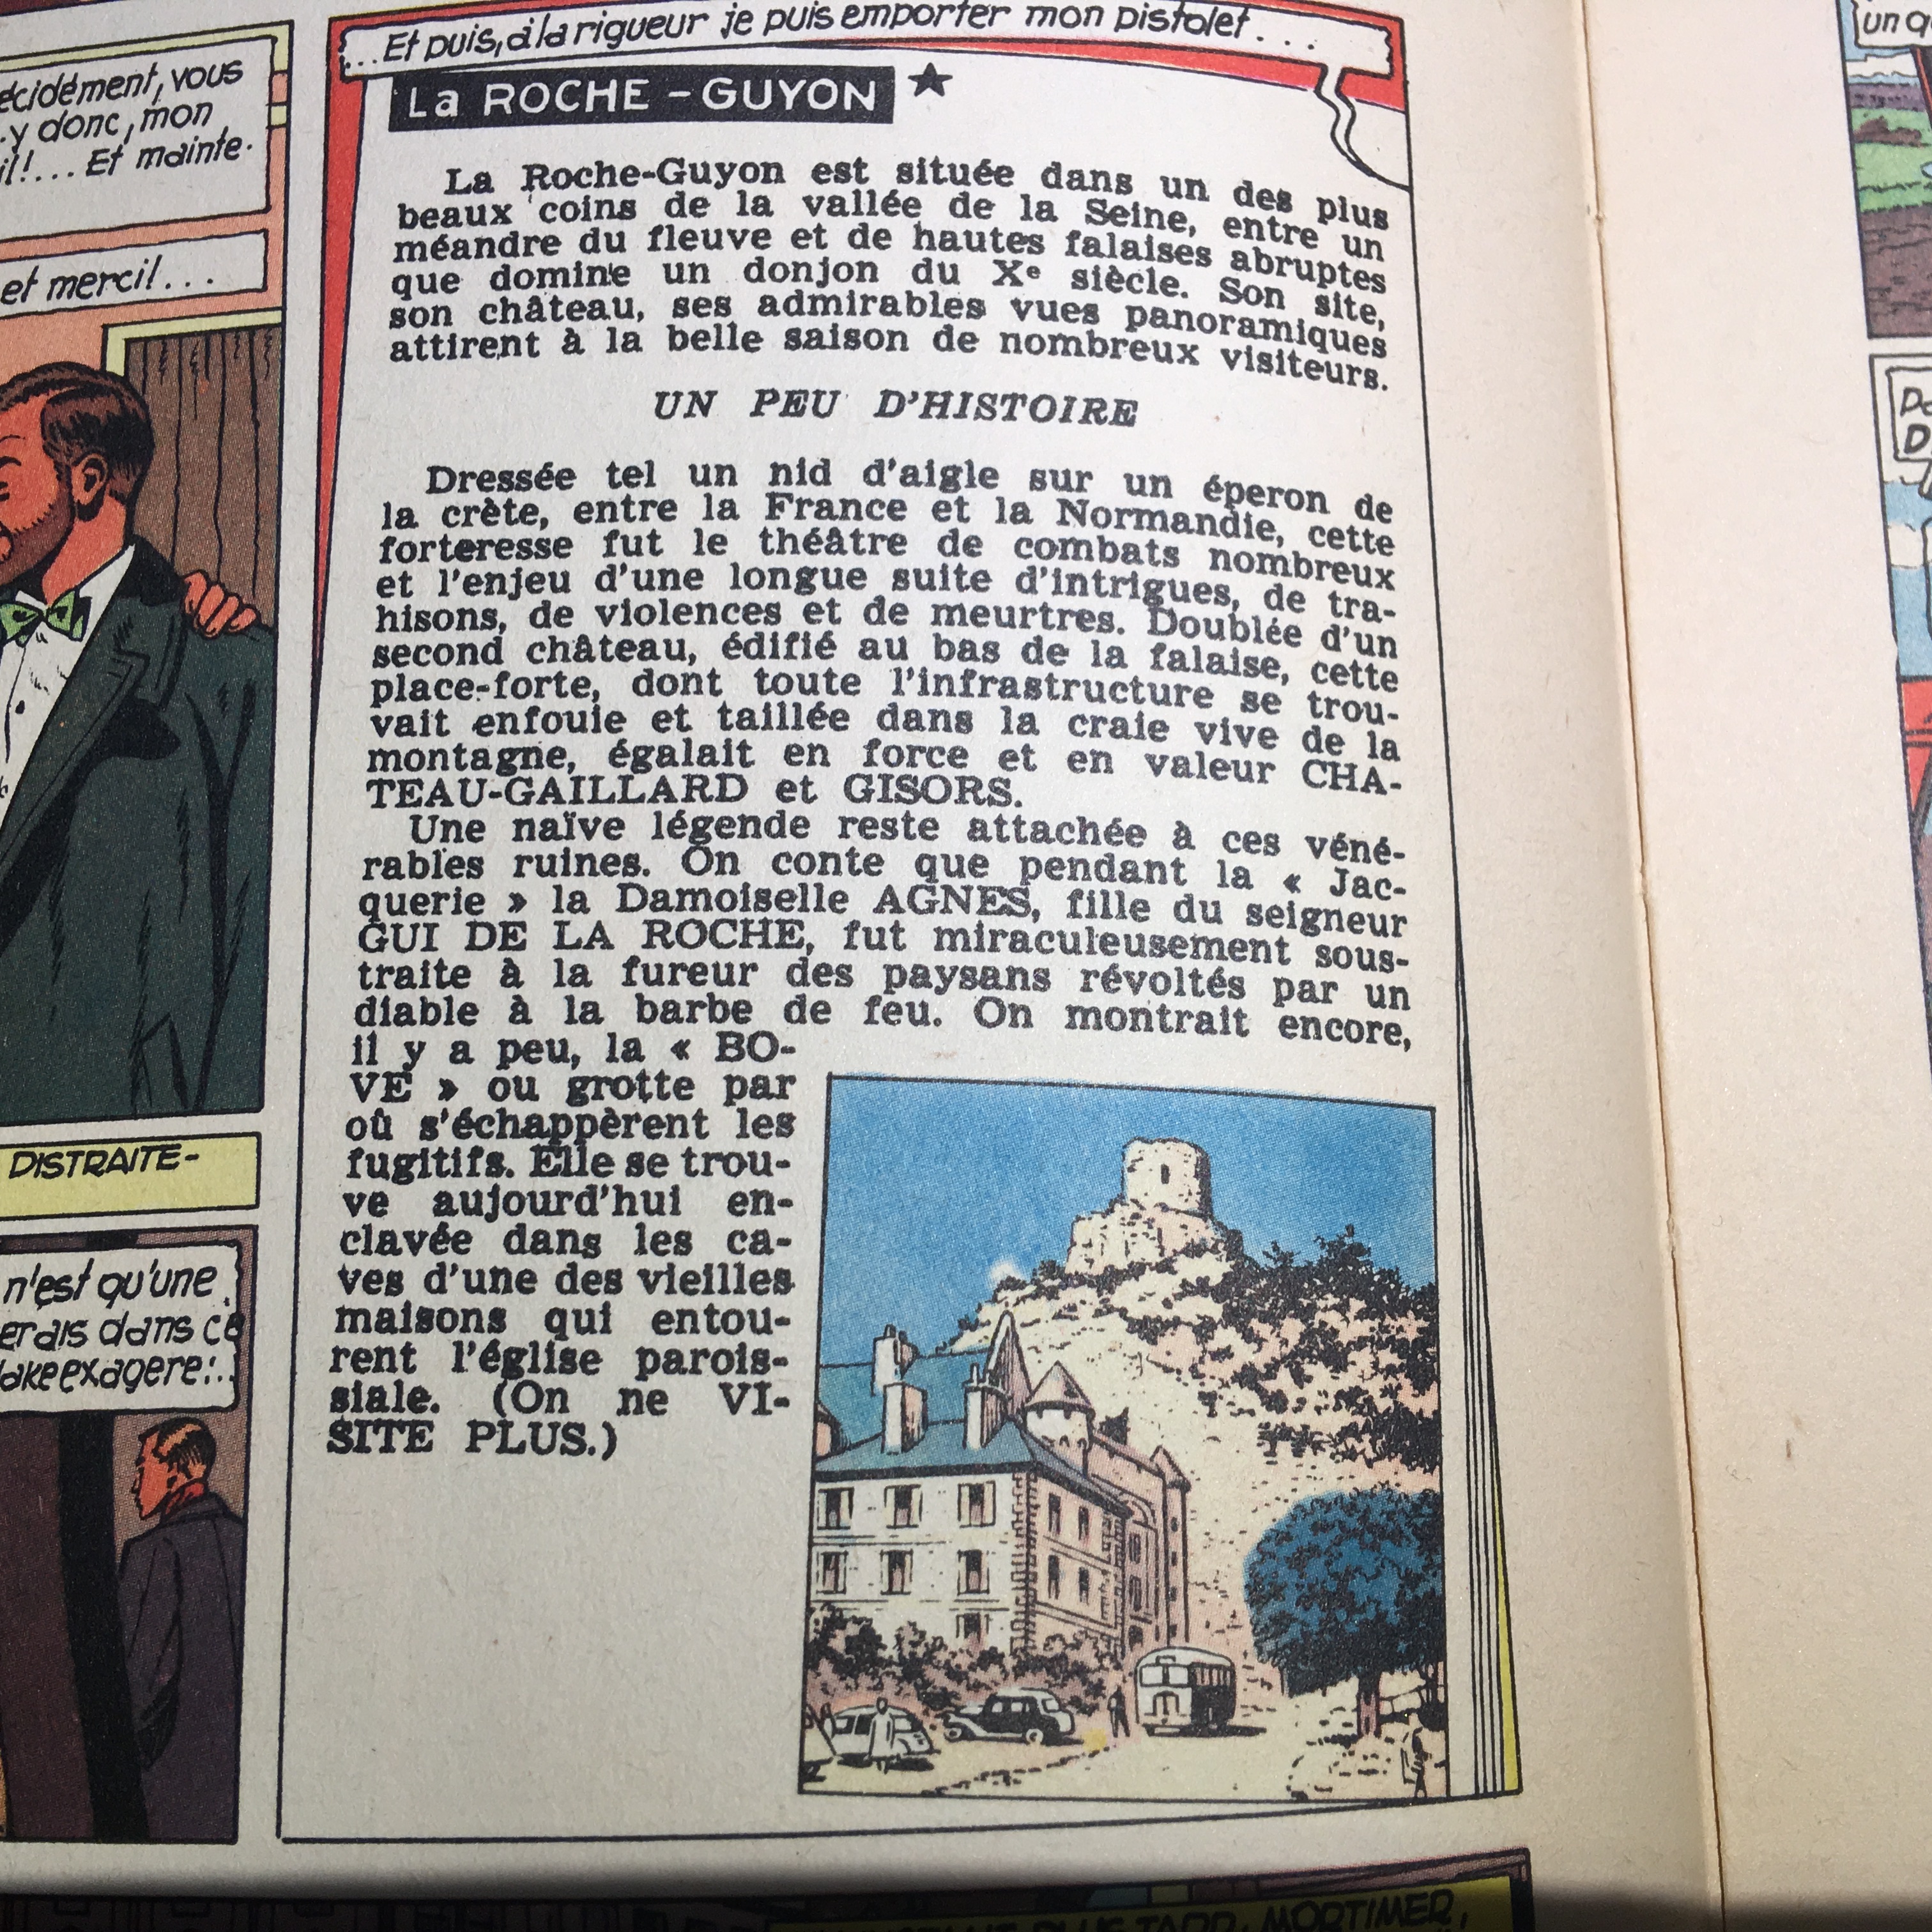 écidément, vous
y donc, mon
il!... Et mainte-
et merci!...
DISTRAITE-
n'est qu'une
erais dans ce
ake exagère!..
...Et puis, à la rigueur je puis emporter mon pistolet...
La ROCHE-GUYON ★
La Roche-Guyon est située dans un des plus
beaux coins de la vallée de la Seine, entre un
méandre du fleuve et de hautes falaises abruptes
que domine un donjon du Xe siècle. Son site,
son château, ses admirables vues panoramiques
attirent à la belle saison de nombreux visiteurs.
UN PEU D'HISTOIRE
Dressée tel un nid d'aigle sur un éperon de
la crète, entre la France et la Normandie, cette
forteresse fut le théâtre de combats nombreux
et l'enjeu d'une longue suite d'intrigues, de tra-
hisons, de violences et de meurtres. Doublée d'un
second château, édifié au bas de la falaise, cette
place-forte, dont toute l'infrastructure se trou-
vait enfouie et taillée dans la craie vive de la
montagne, égalait en force et en valeur CHA-
TEAU-GAILLARD et GISORS.
Une naïve légende reste attachée à ces véné-
rables ruines. On conte que pendant la « Jac-
querie » la Damoiselle AGNES, fille du seigneur
GUI DE LA ROCHE, fut miraculeusement sous-
traite à la fureur des paysans révoltés par un
diable à la barbe de feu. On montrait encore,
il y a peu, la « BO-
VE » ou grotte par
où s'échappèrent les
fugitifs. Elle se trou-
ve aujourd'hui en-
clavée dans les ca-
ves d'une des vieilles
maisons qui entou-
rent l'église parois-
siale. (On ne VI-
SITE PLUS.)
PLUS TARD, MORTIMER,